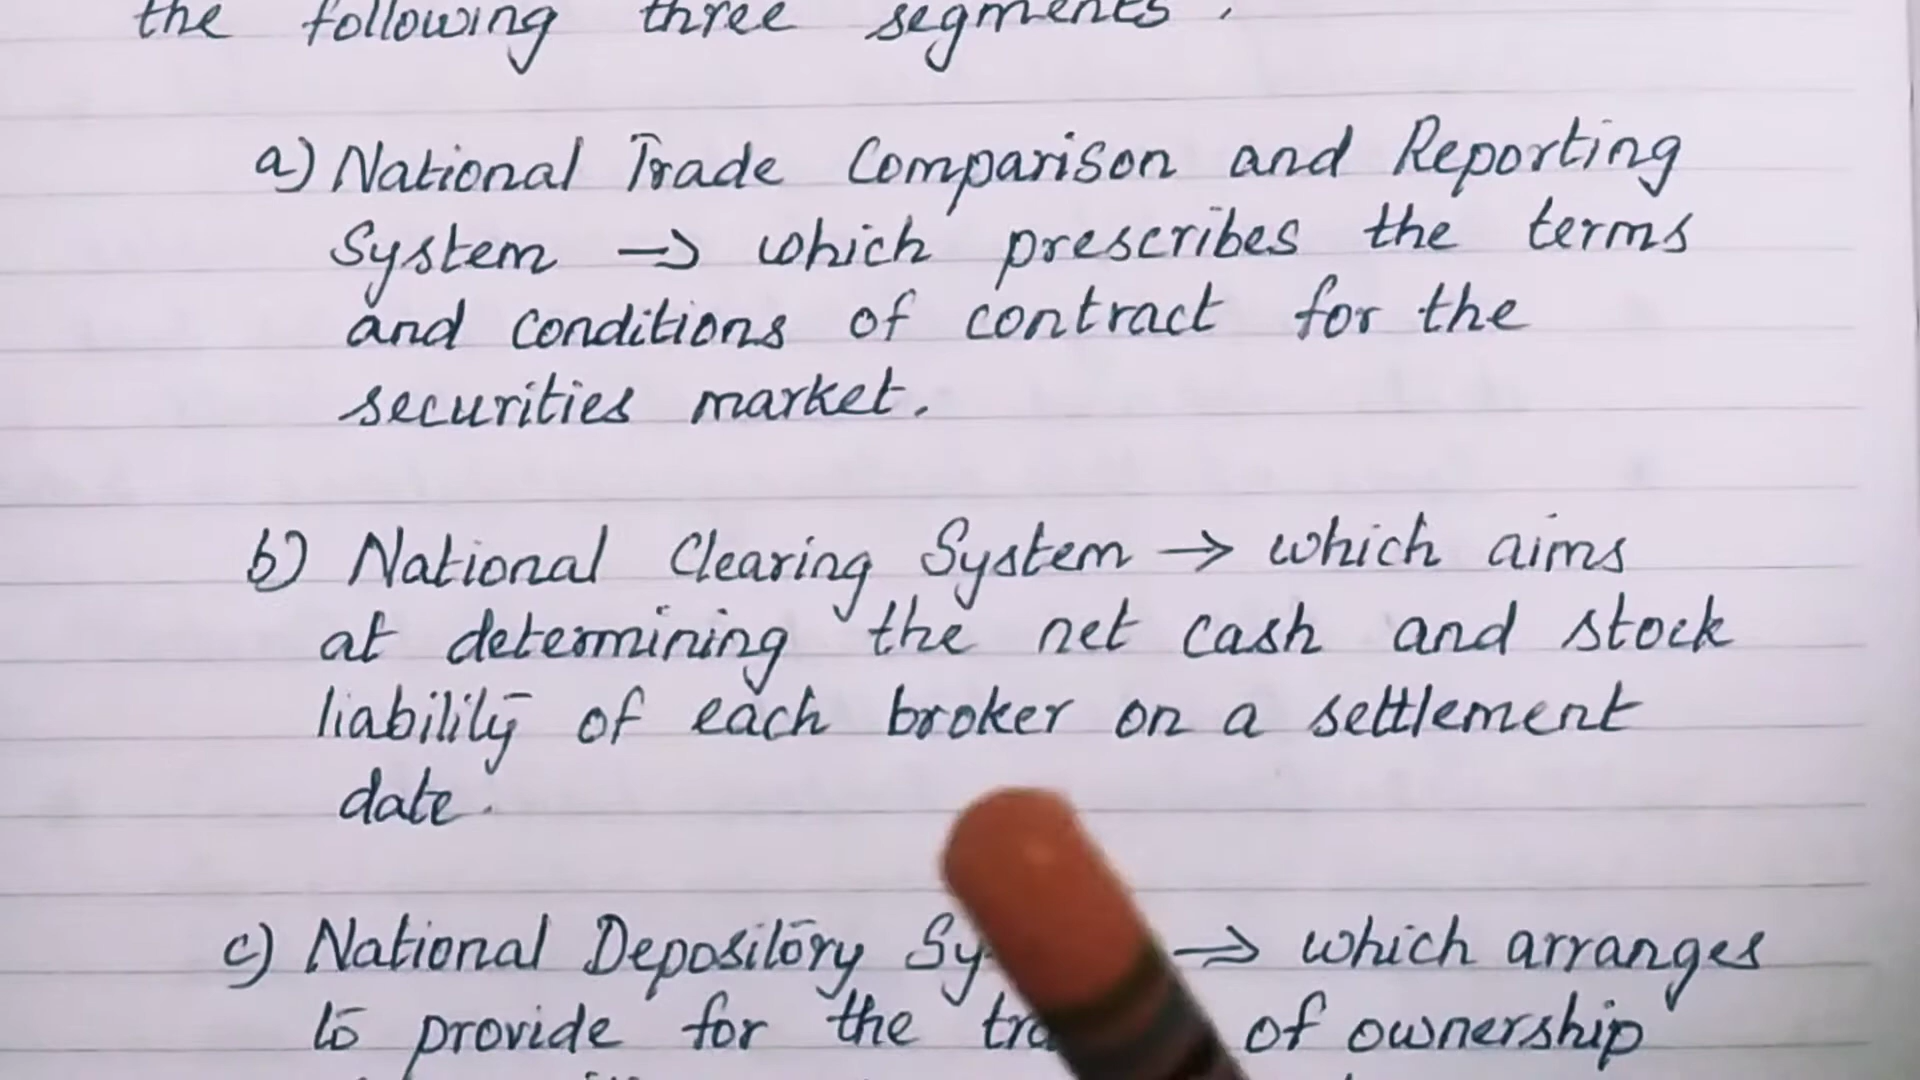 the following three segments.
a) National Trade Comparison and Reporting
System → which prescribes the terms
and conditions of contract for the
securities market.
b) National Clearing System → which aims
at determining the net cash and stock
liability of each broker on a settlement
date.
c) National Depository Sy → which arranges
to provide for the tra of ownership